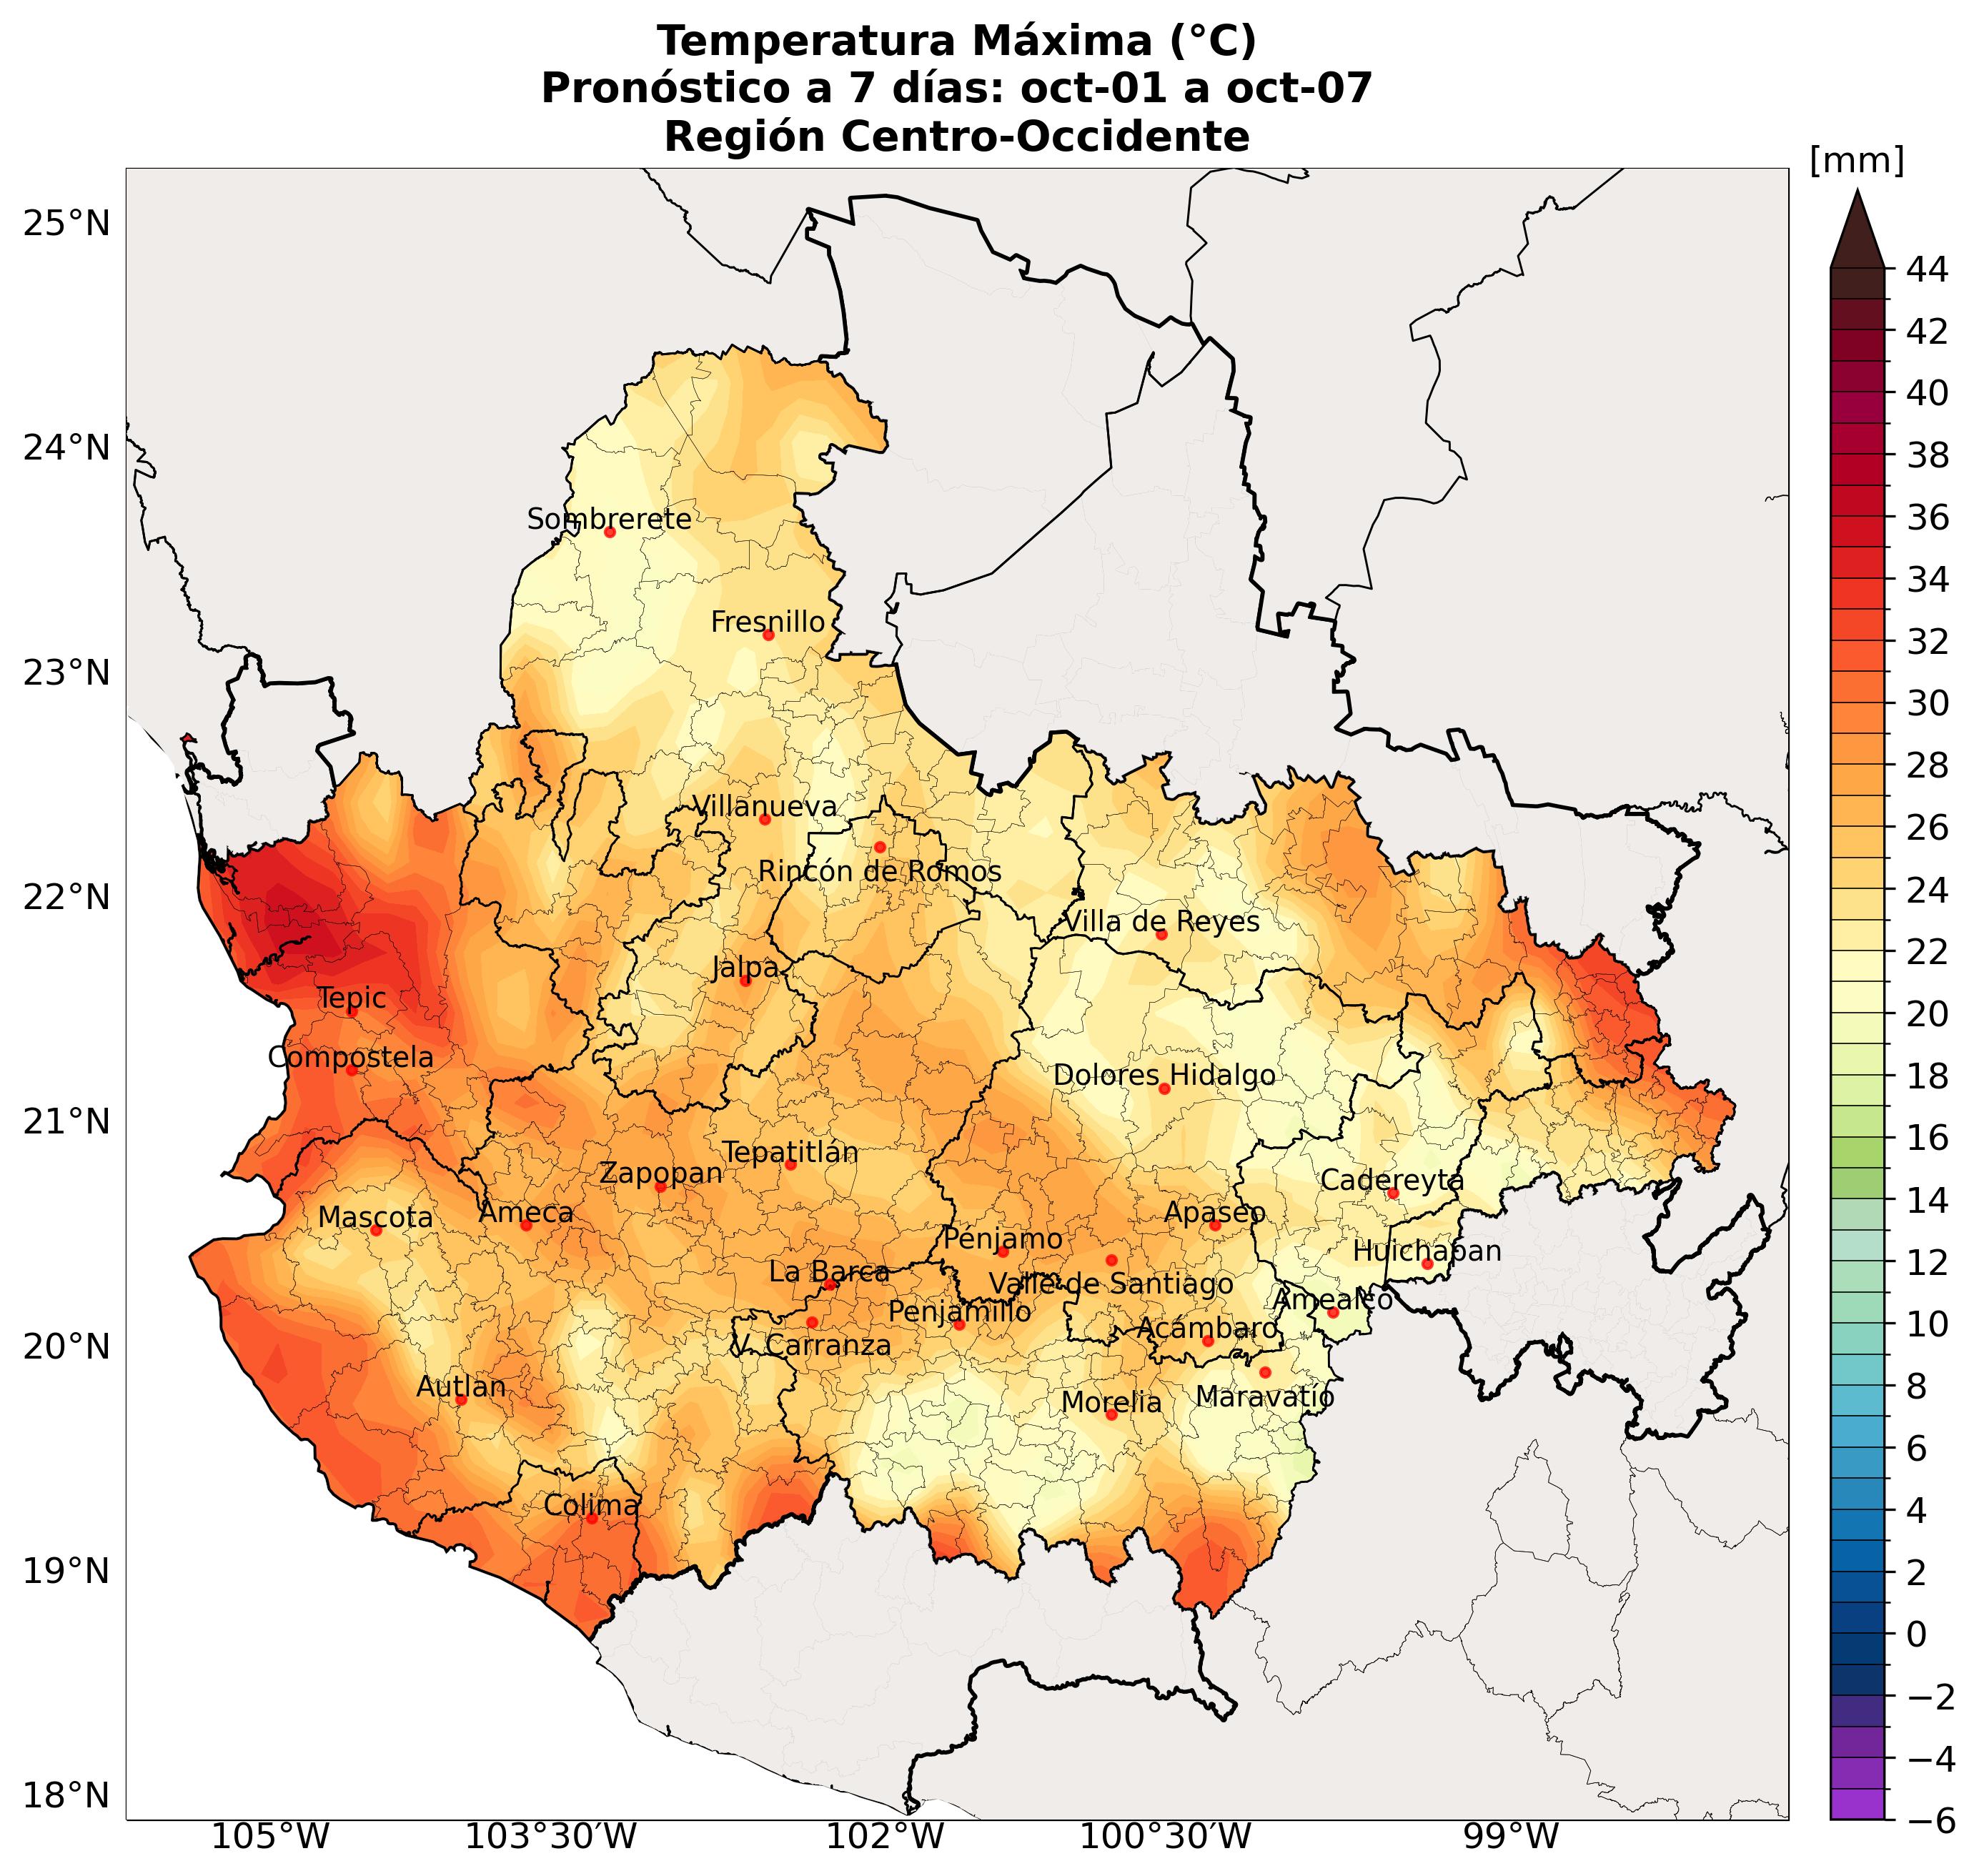 Temperatura Máxima (°C)
Pronóstico a 7 días: oct-01 a oct-07
Región Centro-Occidente
[mm]
25°N
24°N
23°N
22°N
21°N
20°N
19°N
18°N
Sombrerete
Fresnillo
Villanueva
Rincón de Romos
Villa de Reyes
Jalpa
Tepic
Compostela
Dolores Hidalgo
Tepatitlán
Zapopan
Cadereyta
Mascota
Ameca
Apaseo
Pénjamo
Huichapan
La Barca
Valle de Santiago
Amealco
Penjamillo
Acámbaro
V. Carranza
Autlan
Morelia
Maravatío
Colima
105°W
103°30′W
102°W
100°30′W
99°W
44
42
40
38
36
34
32
30
28
26
24
22
20
18
16
14
12
10
8
6
4
2
0
−2
−4
−6